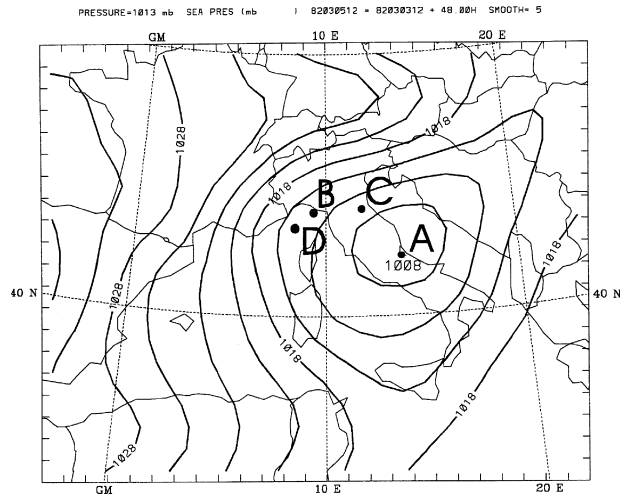 PRESSURE=1013 mb SEA PRES (mb ) 82030512 = 82030312 + 48.00H SMOOTH= 5
GM 10 E 20 E
1028
1018
1018
B
C
D
A
1008
1018
40 N
40 N
1028
1018
1018
1028
GM 10 E 20 E